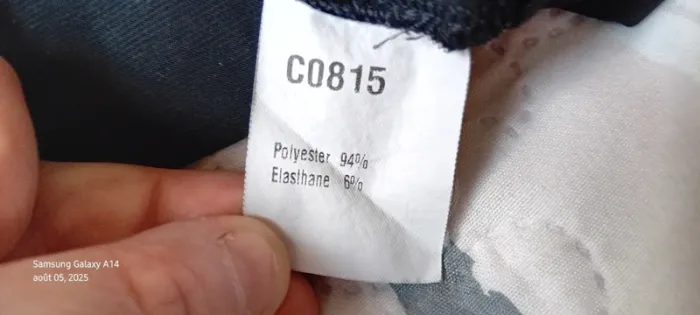 C0815
Polyester 94%
Elasthane 6%
Samsung Galaxy A14
août 05, 2025